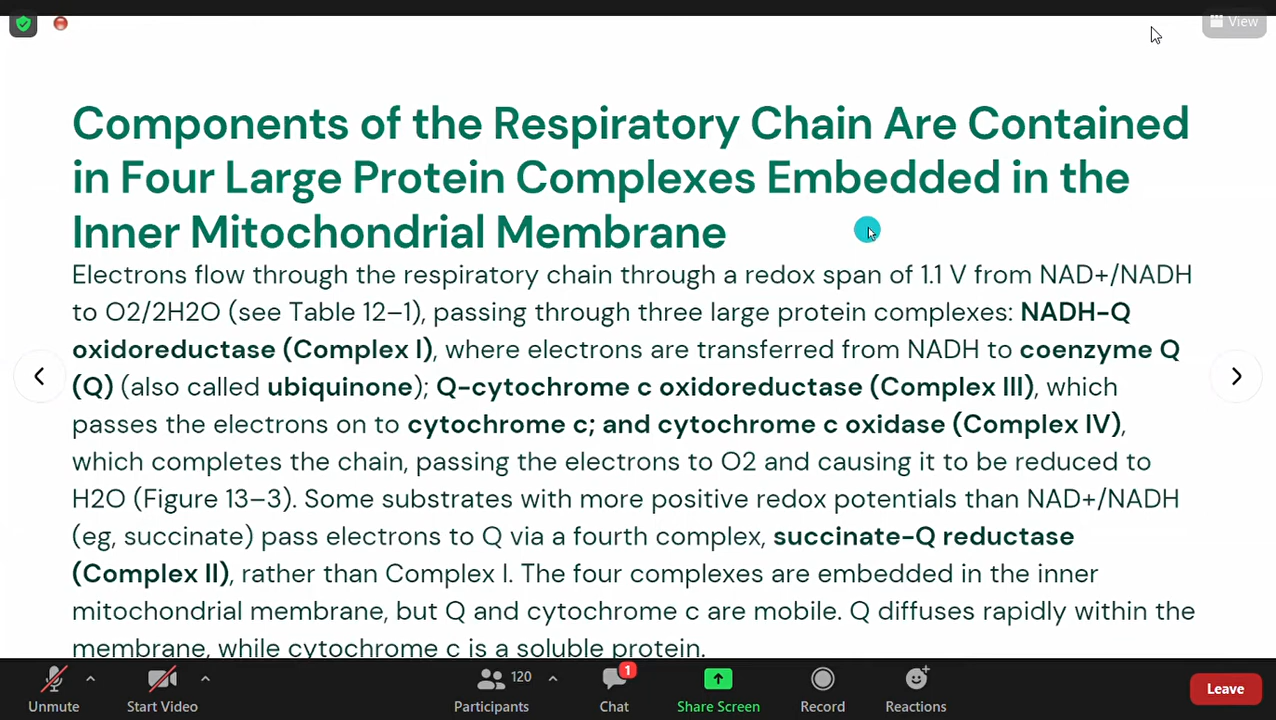 View
Components of the Respiratory Chain Are Contained
in Four Large Protein Complexes Embedded in the
Inner Mitochondrial Membrane
Electrons flow through the respiratory chain through a redox span of 1.1 V from NAD+/NADH
to O2/2H2O (see Table 12–1), passing through three large protein complexes: NADH-Q
oxidoreductase (Complex I), where electrons are transferred from NADH to coenzyme Q
(Q) (also called ubiquinone); Q-cytochrome c oxidoreductase (Complex III), which
passes the electrons on to cytochrome c; and cytochrome c oxidase (Complex IV),
which completes the chain, passing the electrons to O2 and causing it to be reduced to
H2O (Figure 13–3). Some substrates with more positive redox potentials than NAD+/NADH
(eg, succinate) pass electrons to Q via a fourth complex, succinate-Q reductase
(Complex II), rather than Complex I. The four complexes are embedded in the inner
mitochondrial membrane, but Q and cytochrome c are mobile. Q diffuses rapidly within the
membrane, while cytochrome c is a soluble protein.
120 1
Unmute Start Video Participants Chat Share Screen Record Reactions Leave